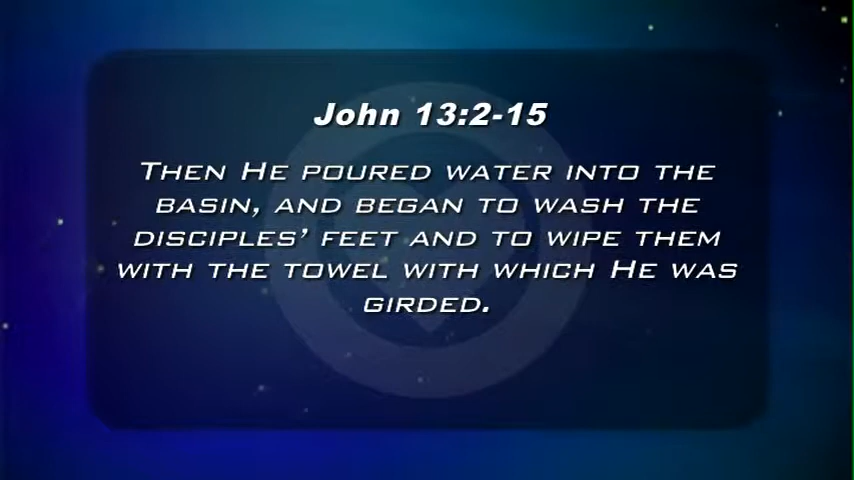 John 13:2-15
Then He poured water into the
basin, and began to wash the
disciples’ feet and to wipe them
with the towel with which He was
girded.